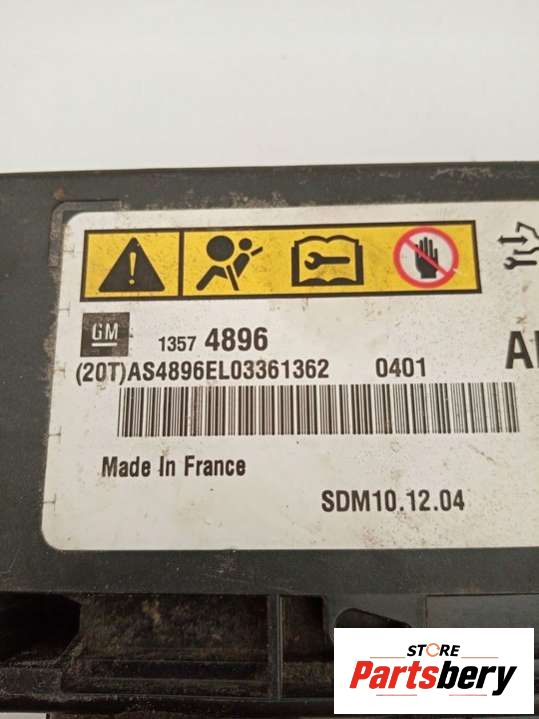 GM
1357 4896
(20T)AS4896EL03361362 0401
Made In France
SDM10.12.04
STORE
Partsbery